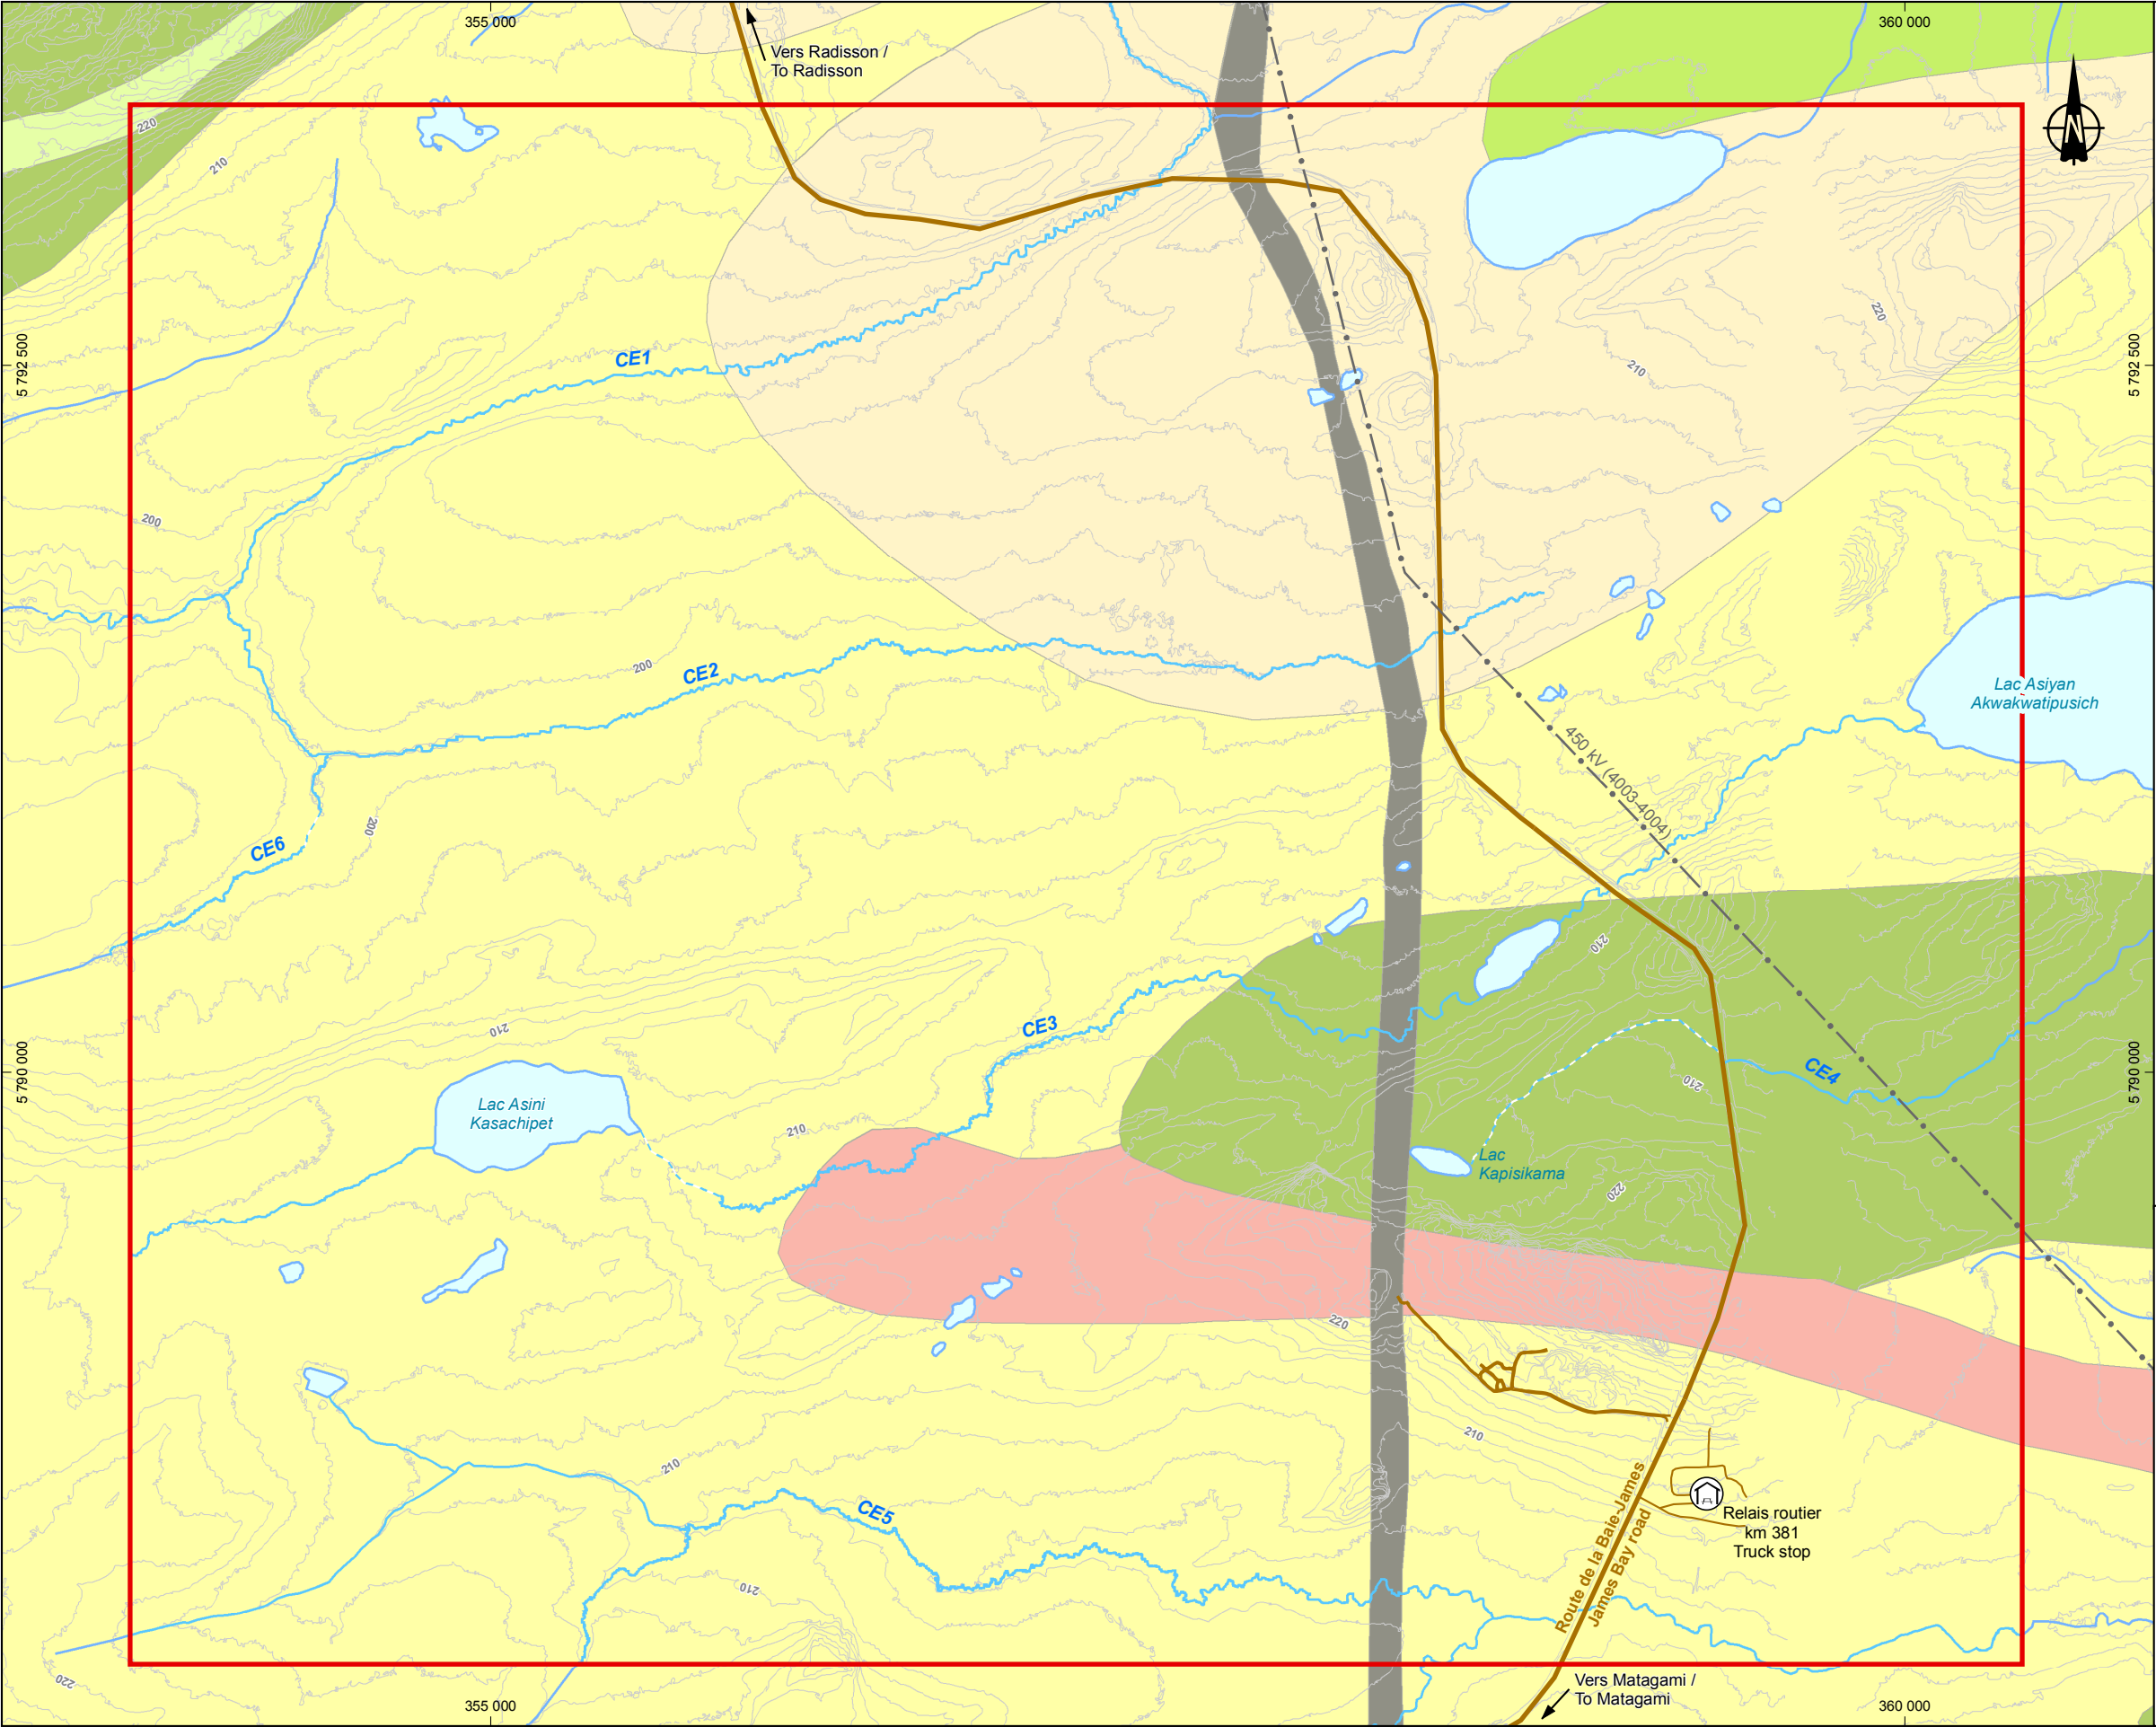 355 000
360 000
Vers Radisson /
To Radisson
220
210
5 792 500
5 792 500
CE1
220
210
200
200
CE2
Lac Asiyan
Akwakwatipusich
450 kV (4003-4004)
200
CE6
210
210
CE3
5 790 000
5 790 000
CE4
210
Lac Asini
Kasachipet
210
Lac
Kapisikama
220
220
210
210
CE5
Relais routier
km 381
Truck stop
Route de la Baie-James
James Bay road
210
220
Vers Matagami /
To Matagami
355 000
360 000
N